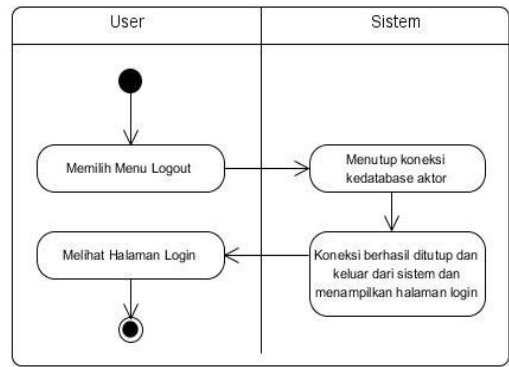 User
Sistem
Memilih Menu Logout
Menutup koneksi
kedatabase aktor
Melihat Halaman Login
Koneksi berhasil ditutup dan
keluar dari sistem dan
menampilkan halaman login